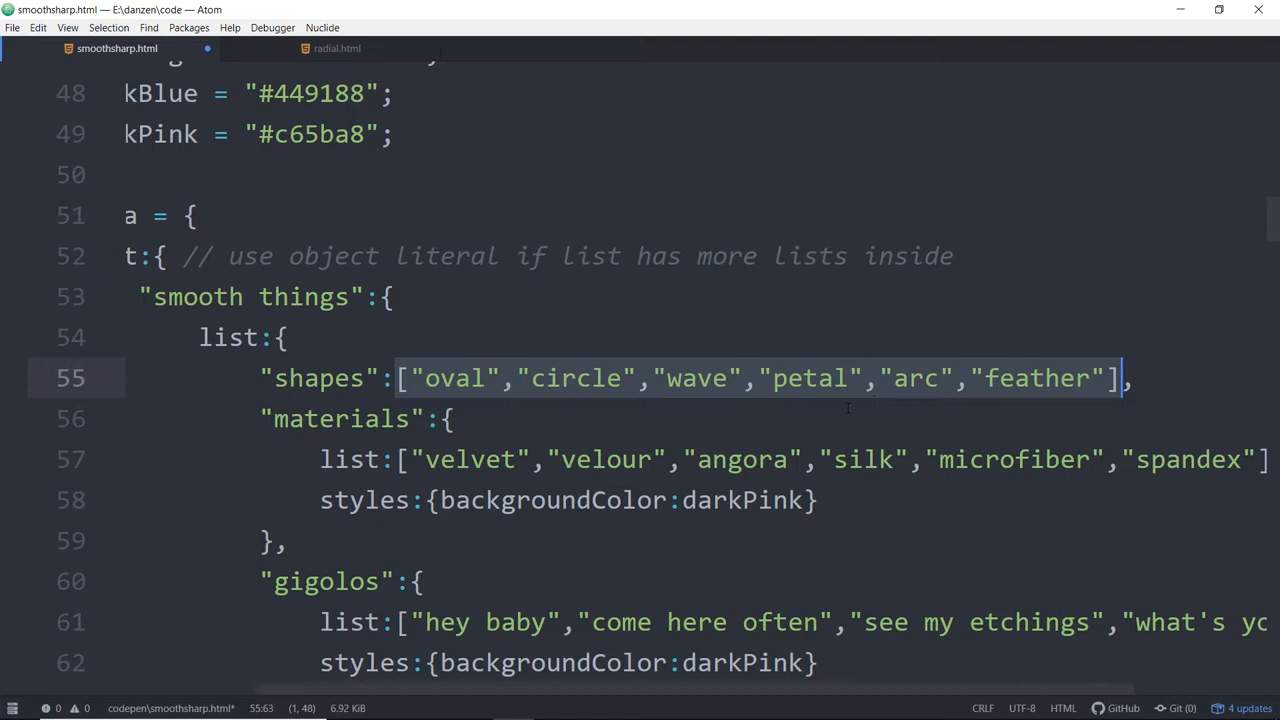 smoothsharp.html — E:\danzen\code — Atom
File Edit View Selection Find Packages Help Debugger Nuclide
smoothsharp.html radial.html
48 kBlue = "#449188";
49 kPink = "#c65ba8";
50
51 a = {
52 t:{ // use object literal if list has more lists inside
53 "smooth things":{
54 list:{
55 "shapes":["oval","circle","wave","petal","arc","feather"],
56 "materials":{
57 list:["velvet","velour","angora","silk","microfiber","spandex"]
58 styles:{backgroundColor:darkPink}
59 },
60 "gigolos":{
61 list:["hey baby","come here often","see my etchings","what's yo
62 styles:{backgroundColor:darkPink}
0 0 codepen\smoothsharp.html* 55:63 (1, 48) 6.92 KiB CRLF UTF-8 HTML GitHub Git (0) 4 updates